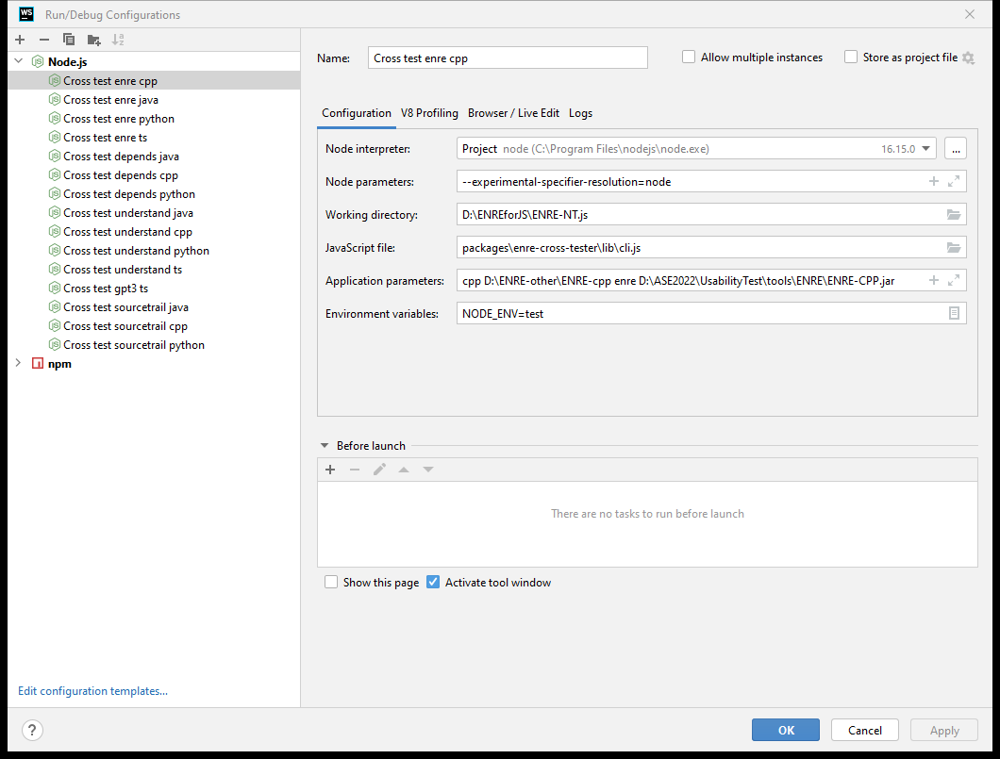 WS Run/Debug Configurations
Node.js
Cross test enre cpp
Cross test enre java
Cross test enre python
Cross test enre ts
Cross test depends java
Cross test depends cpp
Cross test depends python
Cross test understand java
Cross test understand cpp
Cross test understand python
Cross test understand ts
Cross test gpt3 ts
Cross test sourcetrail java
Cross test sourcetrail cpp
Cross test sourcetrail python
npm
Edit configuration templates...
Name: Cross test enre cpp Allow multiple instances Store as project file
Configuration V8 Profiling Browser / Live Edit Logs
Node interpreter: Project node (C:\Program Files\nodejs\node.exe) 16.15.0 ...
Node parameters: --experimental-specifier-resolution=node
Working directory: D:\ENREforJS\ENRE-NT.js
JavaScript file: packages\enre-cross-tester\lib\cli.js
Application parameters: cpp D:\ENRE-other\ENRE-cpp enre D:\ASE2022\UsabilityTest\tools\ENRE\ENRE-CPP.jar
Environment variables: NODE_ENV=test
Before launch
There are no tasks to run before launch
Show this page Activate tool window
? OK Cancel Apply